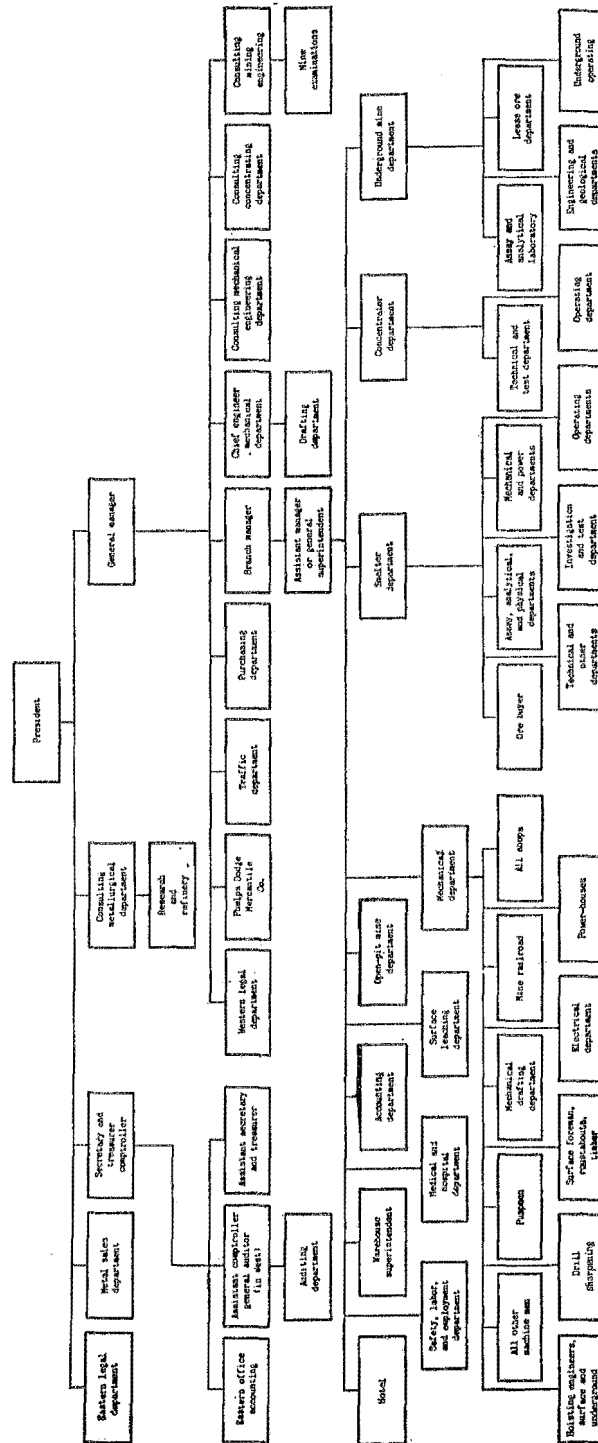 President
Eastern legal
department
Metal sales
department
Secretary and
treasurer
comptroller
Consulting
metallurgical
department
General manager
Research
and
refinery
Eastern office
accounting
Assistant comptroller
general auditor
(in West)
Assistant secretary
and treasurer
Western legal
department
Phelps Dodge
Mercantile
Co.
Traffic
department
Purchasing
department
Branch manager
Chief engineer
mechanical
department
Consulting mechanical
engineering
department
Consulting
concentrating
department
Consulting
mining
engineering
Auditing
department
Assistant manager
or general
superintendent
Drafting
department
Mine
examinations
Hotel
Warehouse
superintendent
Accounting
department
Open-pit mine
department
Smelter
department
Concentrator
department
Underground mine
department
Safety, labor,
and employment
department
Medical and
hospital
department
Surface
leaching
department
Mechanical
department
All other
machine men
Pumpmen
Mechanical
drafting
department
Mine railroad
All shops
Ore buyer
Assay, analytical,
and physical
departments
Mechanical
and power
departments
Technical and
test department
Assay and
analytical
laboratory
Lease ore
department
Hoisting engineers,
surface and
underground
Drill
sharpening
Surface foreman,
roustabouts,
timber
Electrical
department
Power-houses
Technical and
other
departments
Investigation
and test
department
Operating
departments
Operating
department
Engineering and
geological
departments
Underground
operating